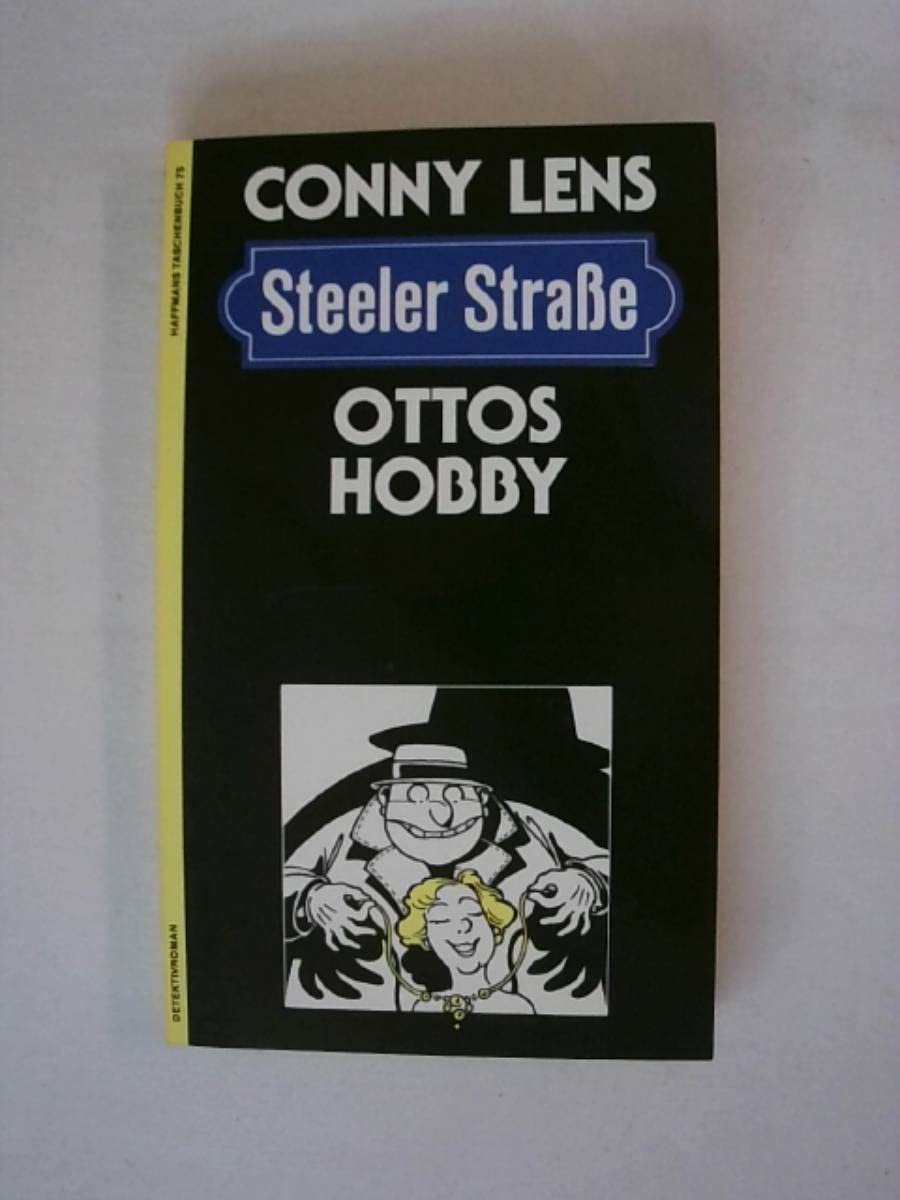 CONNY LENS
Steeler Straße
OTTOS
HOBBY
HAFFMANS TASCHENBUCH 75
DETEKTIVROMAN